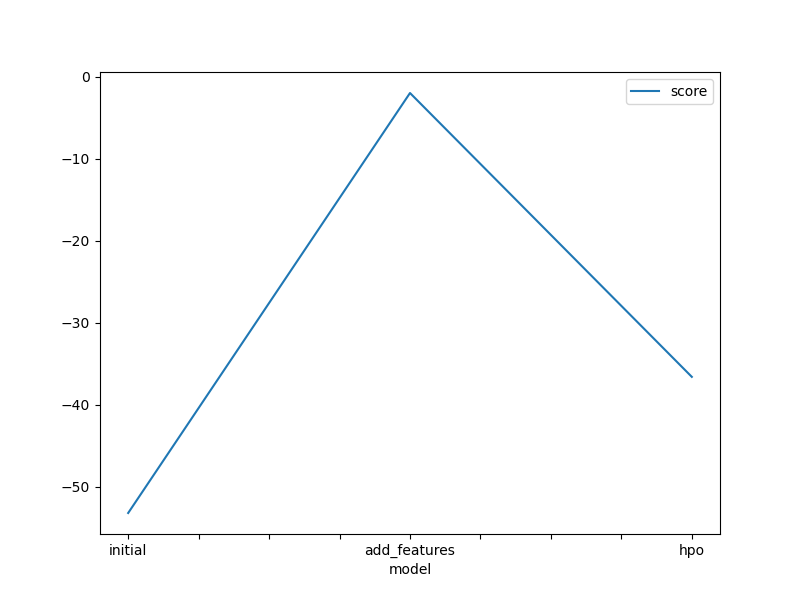 score
0
−10
−20
−30
−40
−50
initial
add_features
hpo
model